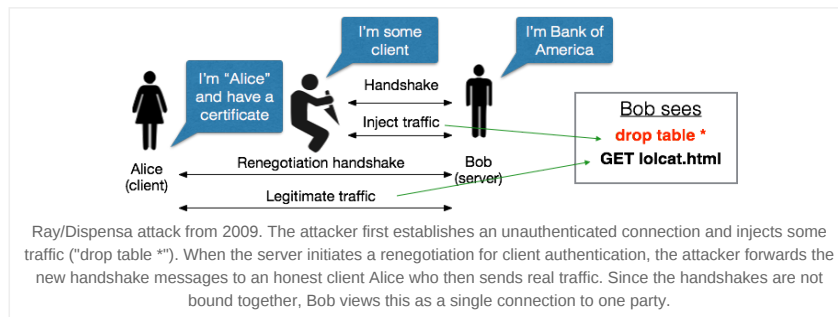 I'm some
client
I'm Bank of
America
I'm "Alice"
and have a
certificate
Handshake
Inject traffic
Alice
(client)
Renegotiation handshake
Bob
(server)
Legitimate traffic
Bob sees
drop table *
GET lolcat.html
Ray/Dispensa attack from 2009. The attacker first establishes an unauthenticated connection and injects some
traffic ("drop table *"). When the server initiates a renegotiation for client authentication, the attacker forwards the
new handshake messages to an honest client Alice who then sends real traffic. Since the handshakes are not
bound together, Bob views this as a single connection to one party.